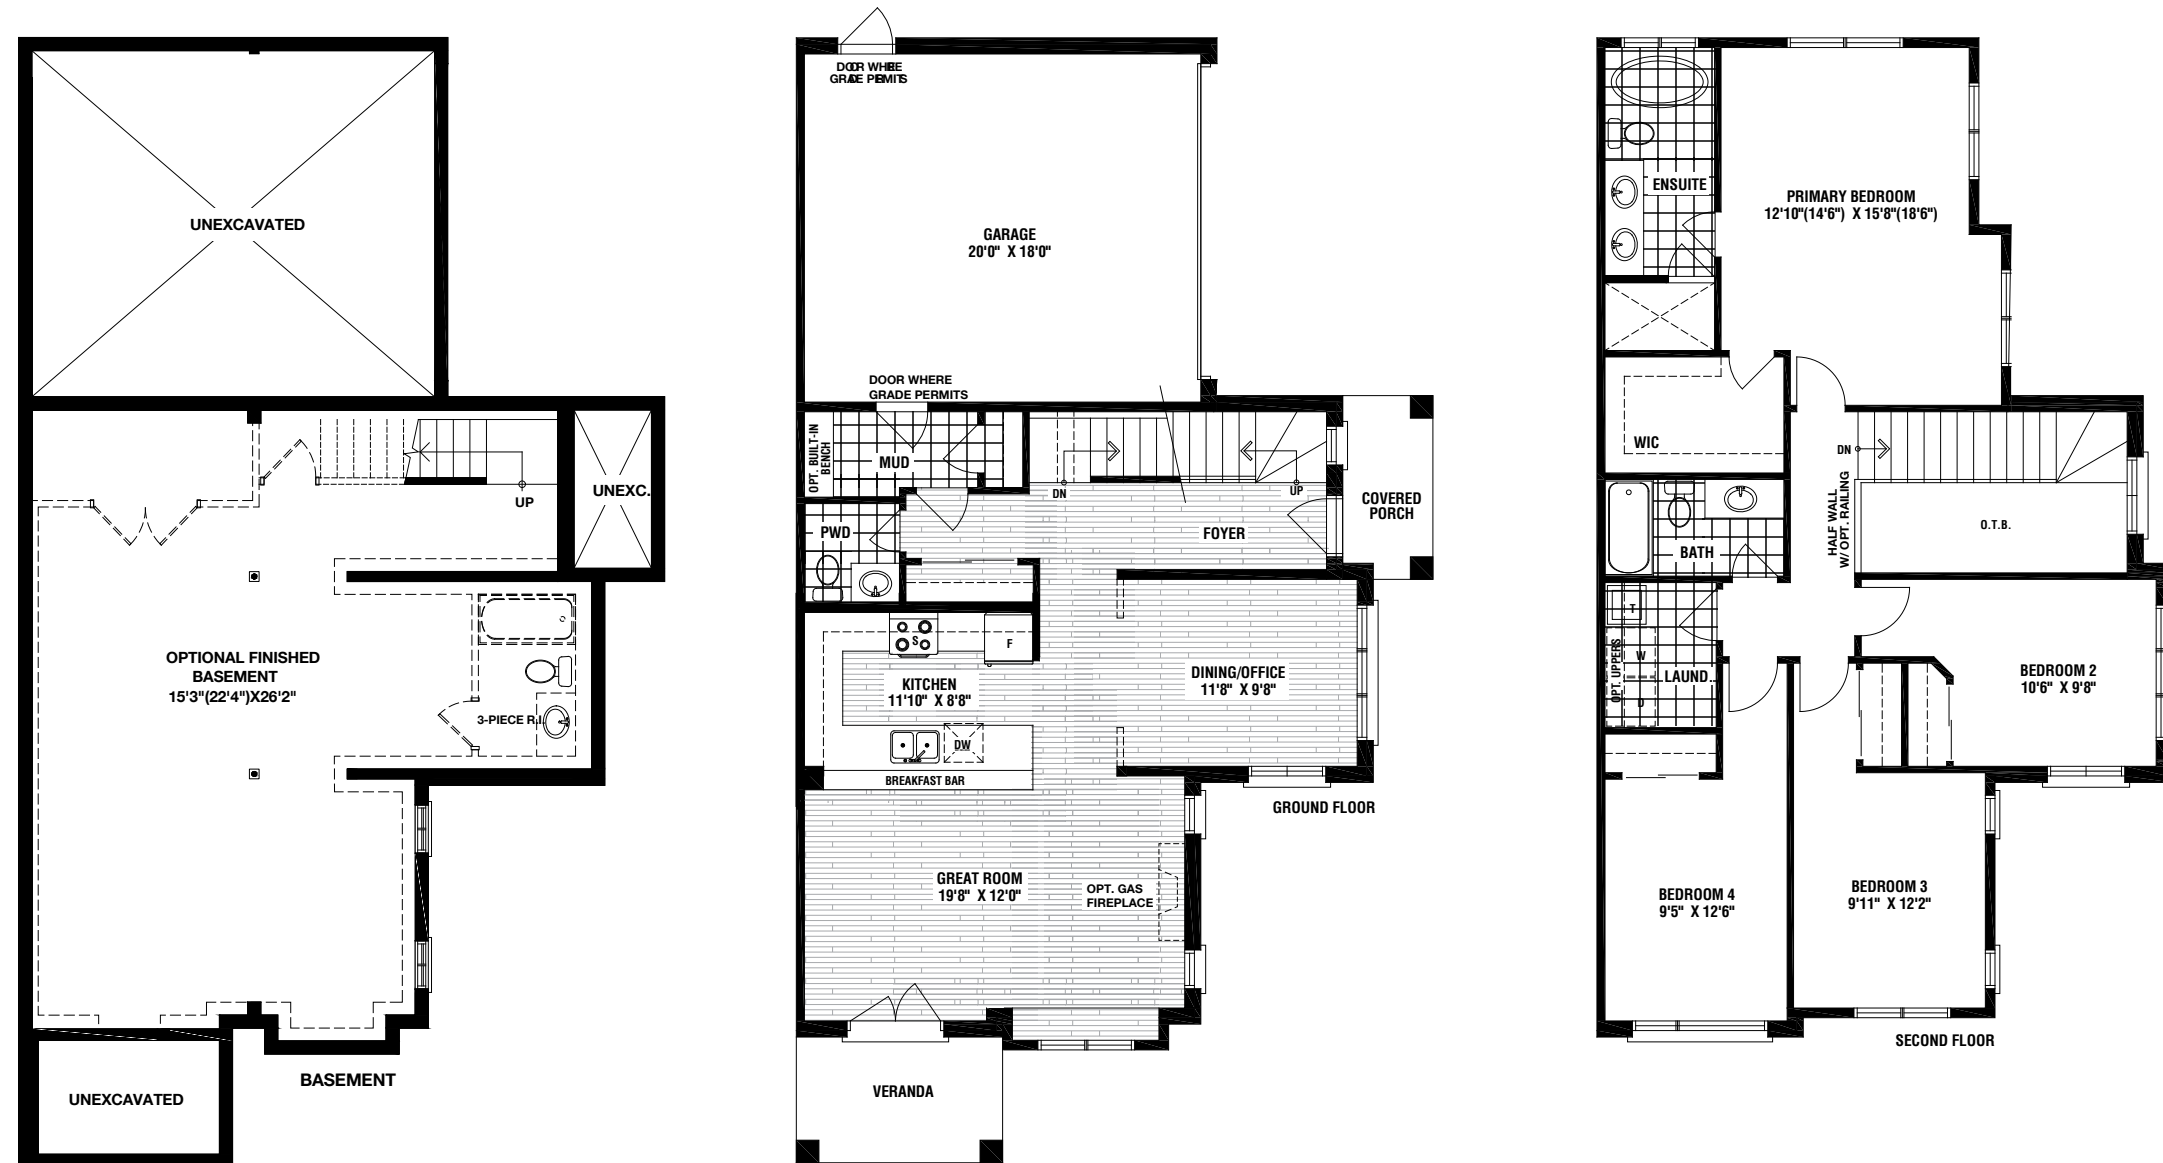 UNEXCAVATED
UP
UNEXC.
OPTIONAL FINISHED
BASEMENT
15'3"(22'4")X26'2"
3-PIECE R.I.
BASEMENT
UNEXCAVATED
DOOR WHERE
GRADE PERMITS
GARAGE
20'0" X 18'0"
DOOR WHERE
GRADE PERMITS
OPT. BUILT-IN
BENCH
MUD
DN
UP
COVERED
PORCH
PWD
FOYER
S
F
KITCHEN
11'10" X 8'8"
DINING/OFFICE
11'8" X 9'8"
DW
BREAKFAST BAR
GROUND FLOOR
GREAT ROOM
19'8" X 12'0"
OPT. GAS
FIREPLACE
VERANDA
ENSUITE
PRIMARY BEDROOM
12'10"(14'6") X 15'8"(18'6")
WIC
DN
HALF WALL
W/ OPT. RAILING
O.T.B.
BATH
T
OPT. UPPERS
W
LAUND.
D
BEDROOM 2
10'6" X 9'8"
BEDROOM 4
9'5" X 12'6"
BEDROOM 3
9'11" X 12'2"
SECOND FLOOR